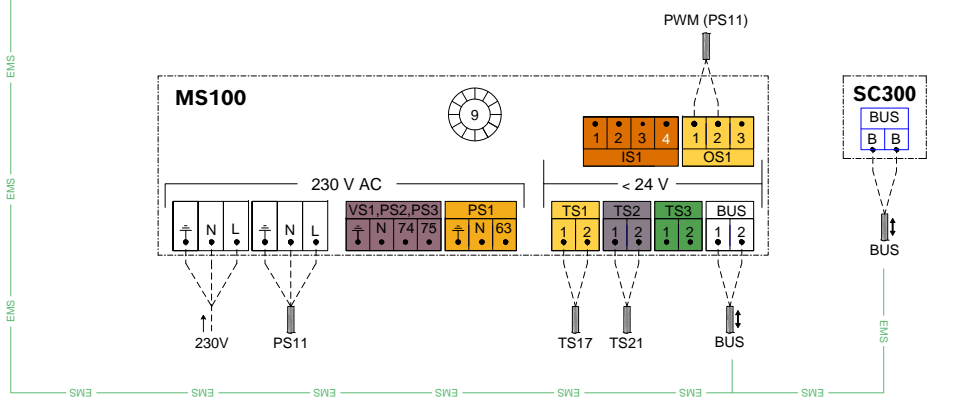 PWM (PS11)
EMS
MS100
9
SC300
BUS
B B
1 2 3 4 1 2 3
IS1 OS1
EMS
230 V AC < 24 V
VS1,PS2,PS3 PS1 TS1 TS2 TS3 BUS
N L N L N 74 75 N 63 1 2 1 2 1 2 1 2
BUS
EMS
EMS
230V PS11 TS17 TS21 BUS
EMS EMS EMS EMS EMS EMS EMS